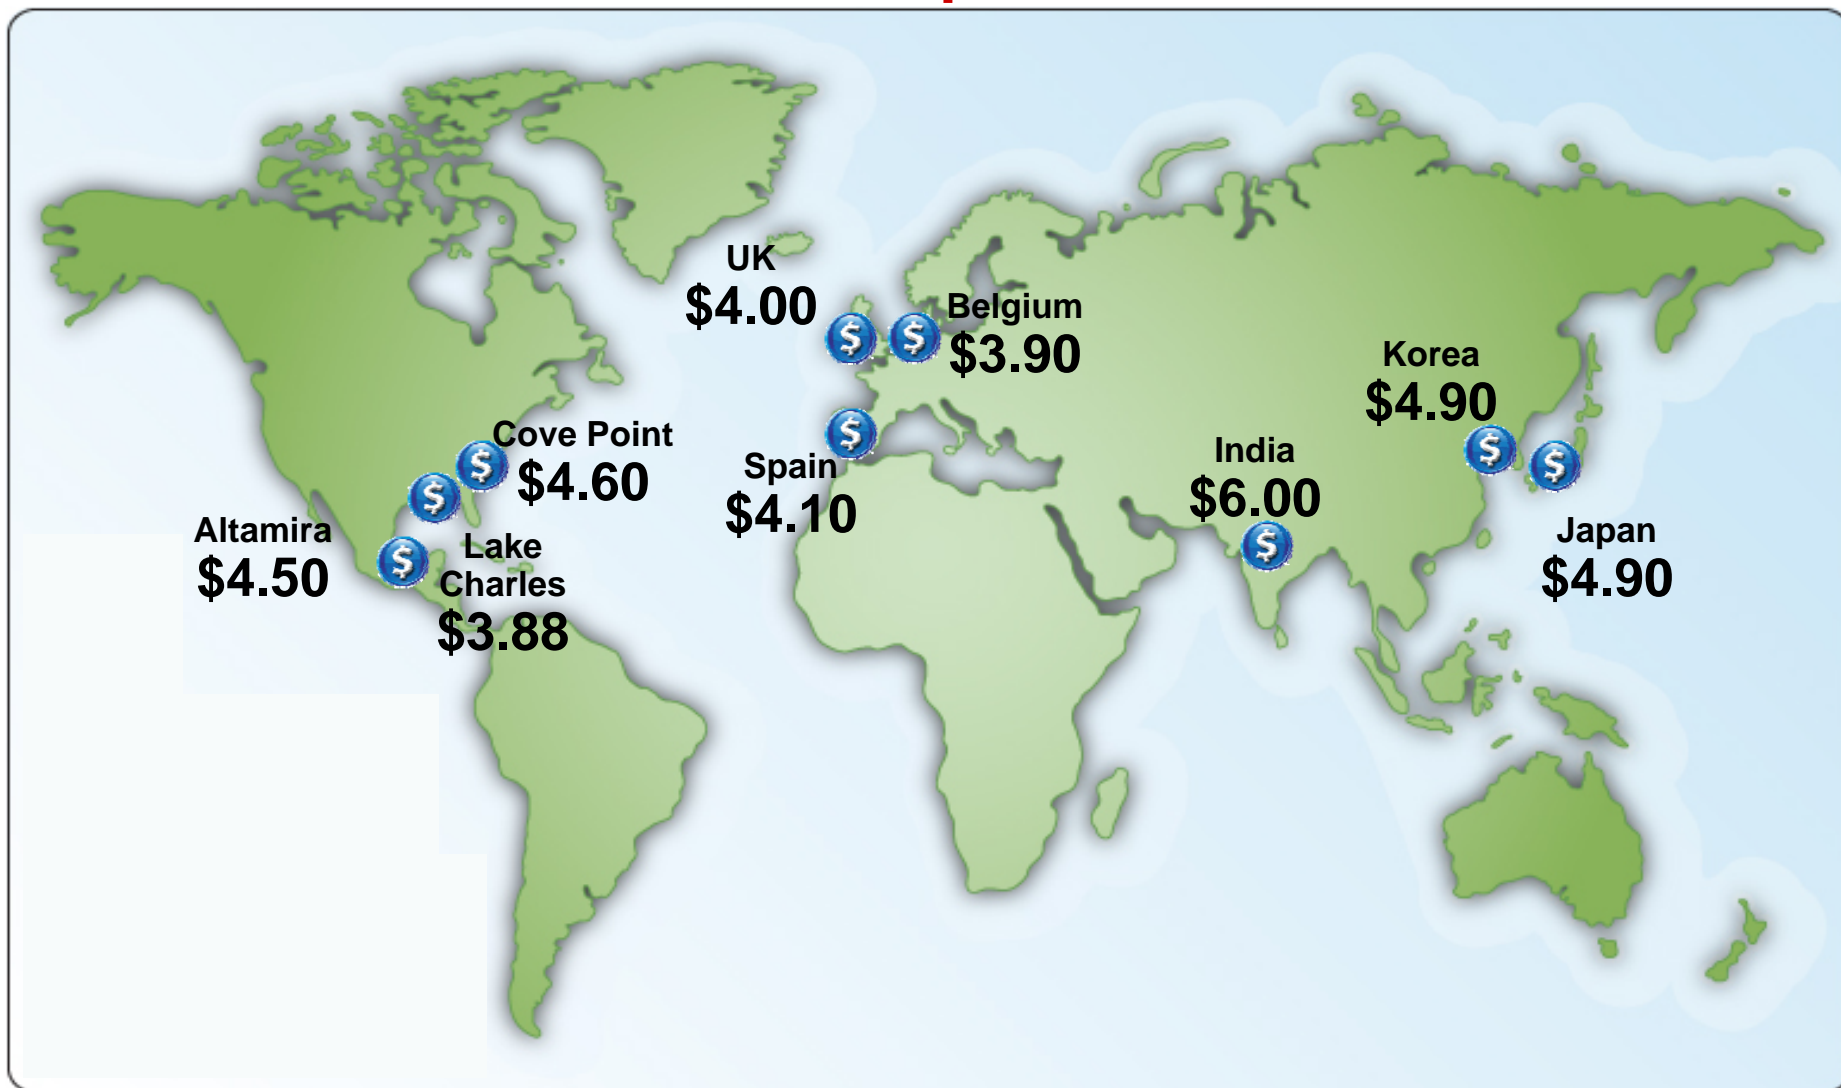 UK
$4.00
Belgium
$3.90
Korea
$4.90
Cove Point
$4.60
Spain
$4.10
India
$6.00
Altamira
$4.50
Lake
Charles
$3.88
Japan
$4.90